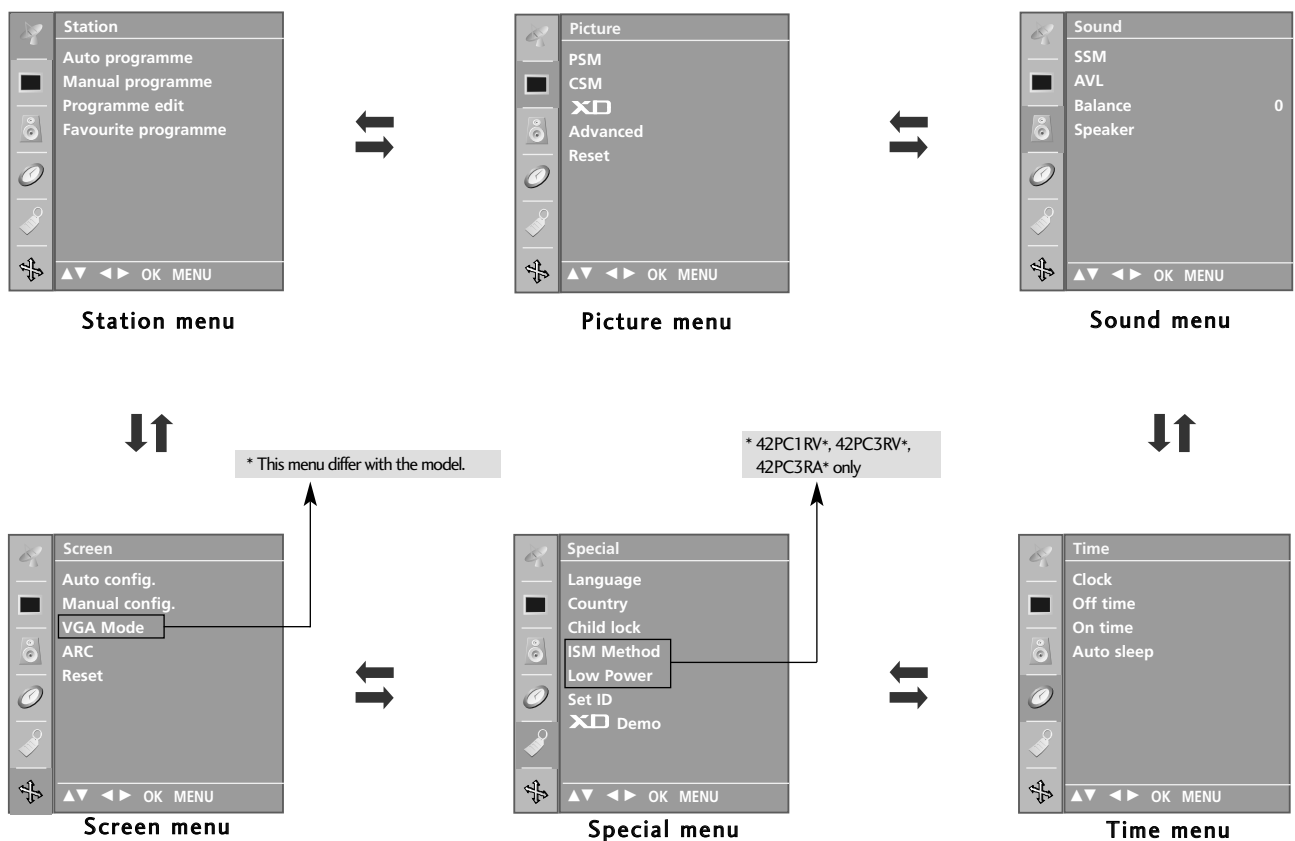 Station
Auto programme
Manual programme
Programme edit
Favourite programme
▲▼ ◄► OK MENU
Station menu
Picture
PSM
CSM
XD
Advanced
Reset
▲▼ ◄► OK MENU
Picture menu
Sound
SSM
AVL
Balance 0
Speaker
▲▼ ◄► OK MENU
Sound menu
* This menu differ with the model.
Screen
Auto config.
Manual config.
VGA Mode
ARC
Reset
▲▼ ◄► OK MENU
Screen menu
* 42PC1RV*, 42PC3RV*,
42PC3RA* only
Special
Language
Country
Child lock
ISM Method
Low Power
Set ID
XD Demo
▲▼ ◄► OK MENU
Special menu
Time
Clock
Off time
On time
Auto sleep
▲▼ ◄► OK MENU
Time menu